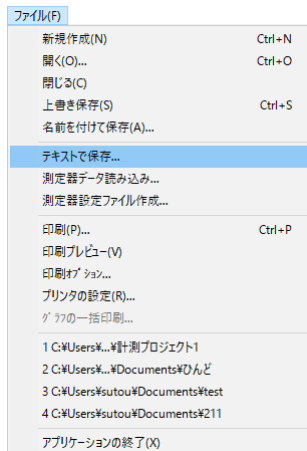 ファイル(F)
新規作成(N) Ctrl+N
開く(O)... Ctrl+O
閉じる(C)
上書き保存(S) Ctrl+S
名前を付けて保存(A)...
テキストで保存...
測定器データ読み込み...
測定器設定ファイル作成...
印刷(P)... Ctrl+P
印刷プレビュー(V)
印刷オプション...
プリンタの設定(R)...
グラフの一括印刷...
1 C:¥Users¥...¥計測プロジェクト1
2 C:¥Users¥...¥Documents¥ひんど
3 C:¥Users¥sutou¥Documents¥test
4 C:¥Users¥sutou¥Documents¥211
アプリケーションの終了(X)